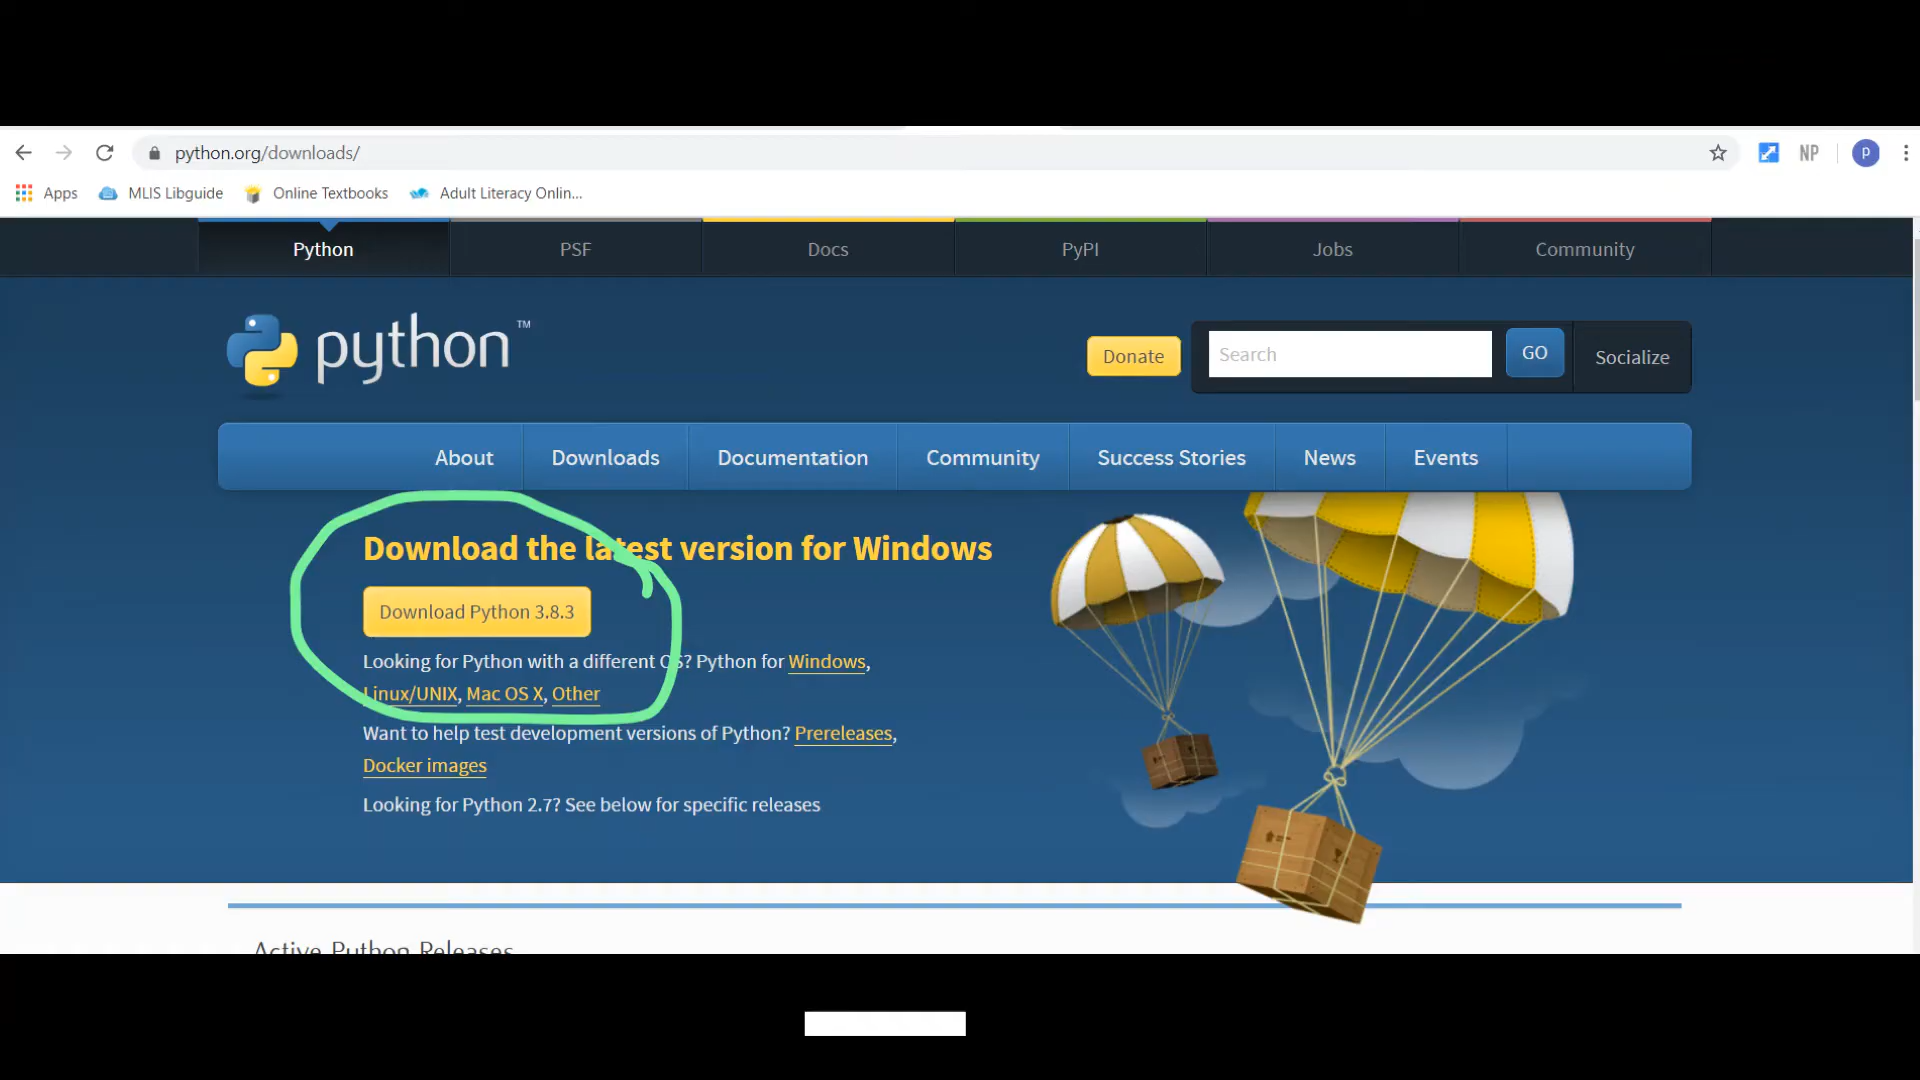 python.org/downloads/
NP
p
Apps MLIS Libguide Online Textbooks Adult Literacy Onlin...
Python PSF Docs PyPI Jobs Community
python™
Donate Search GO Socialize
About Downloads Documentation Community Success Stories News Events
Download the latest version for Windows
Download Python 3.8.3
Looking for Python with a different OS? Python for Windows,
Linux/UNIX, Mac OS X, Other
Want to help test development versions of Python? Prereleases,
Docker images
Looking for Python 2.7? See below for specific releases
Active Python Releases